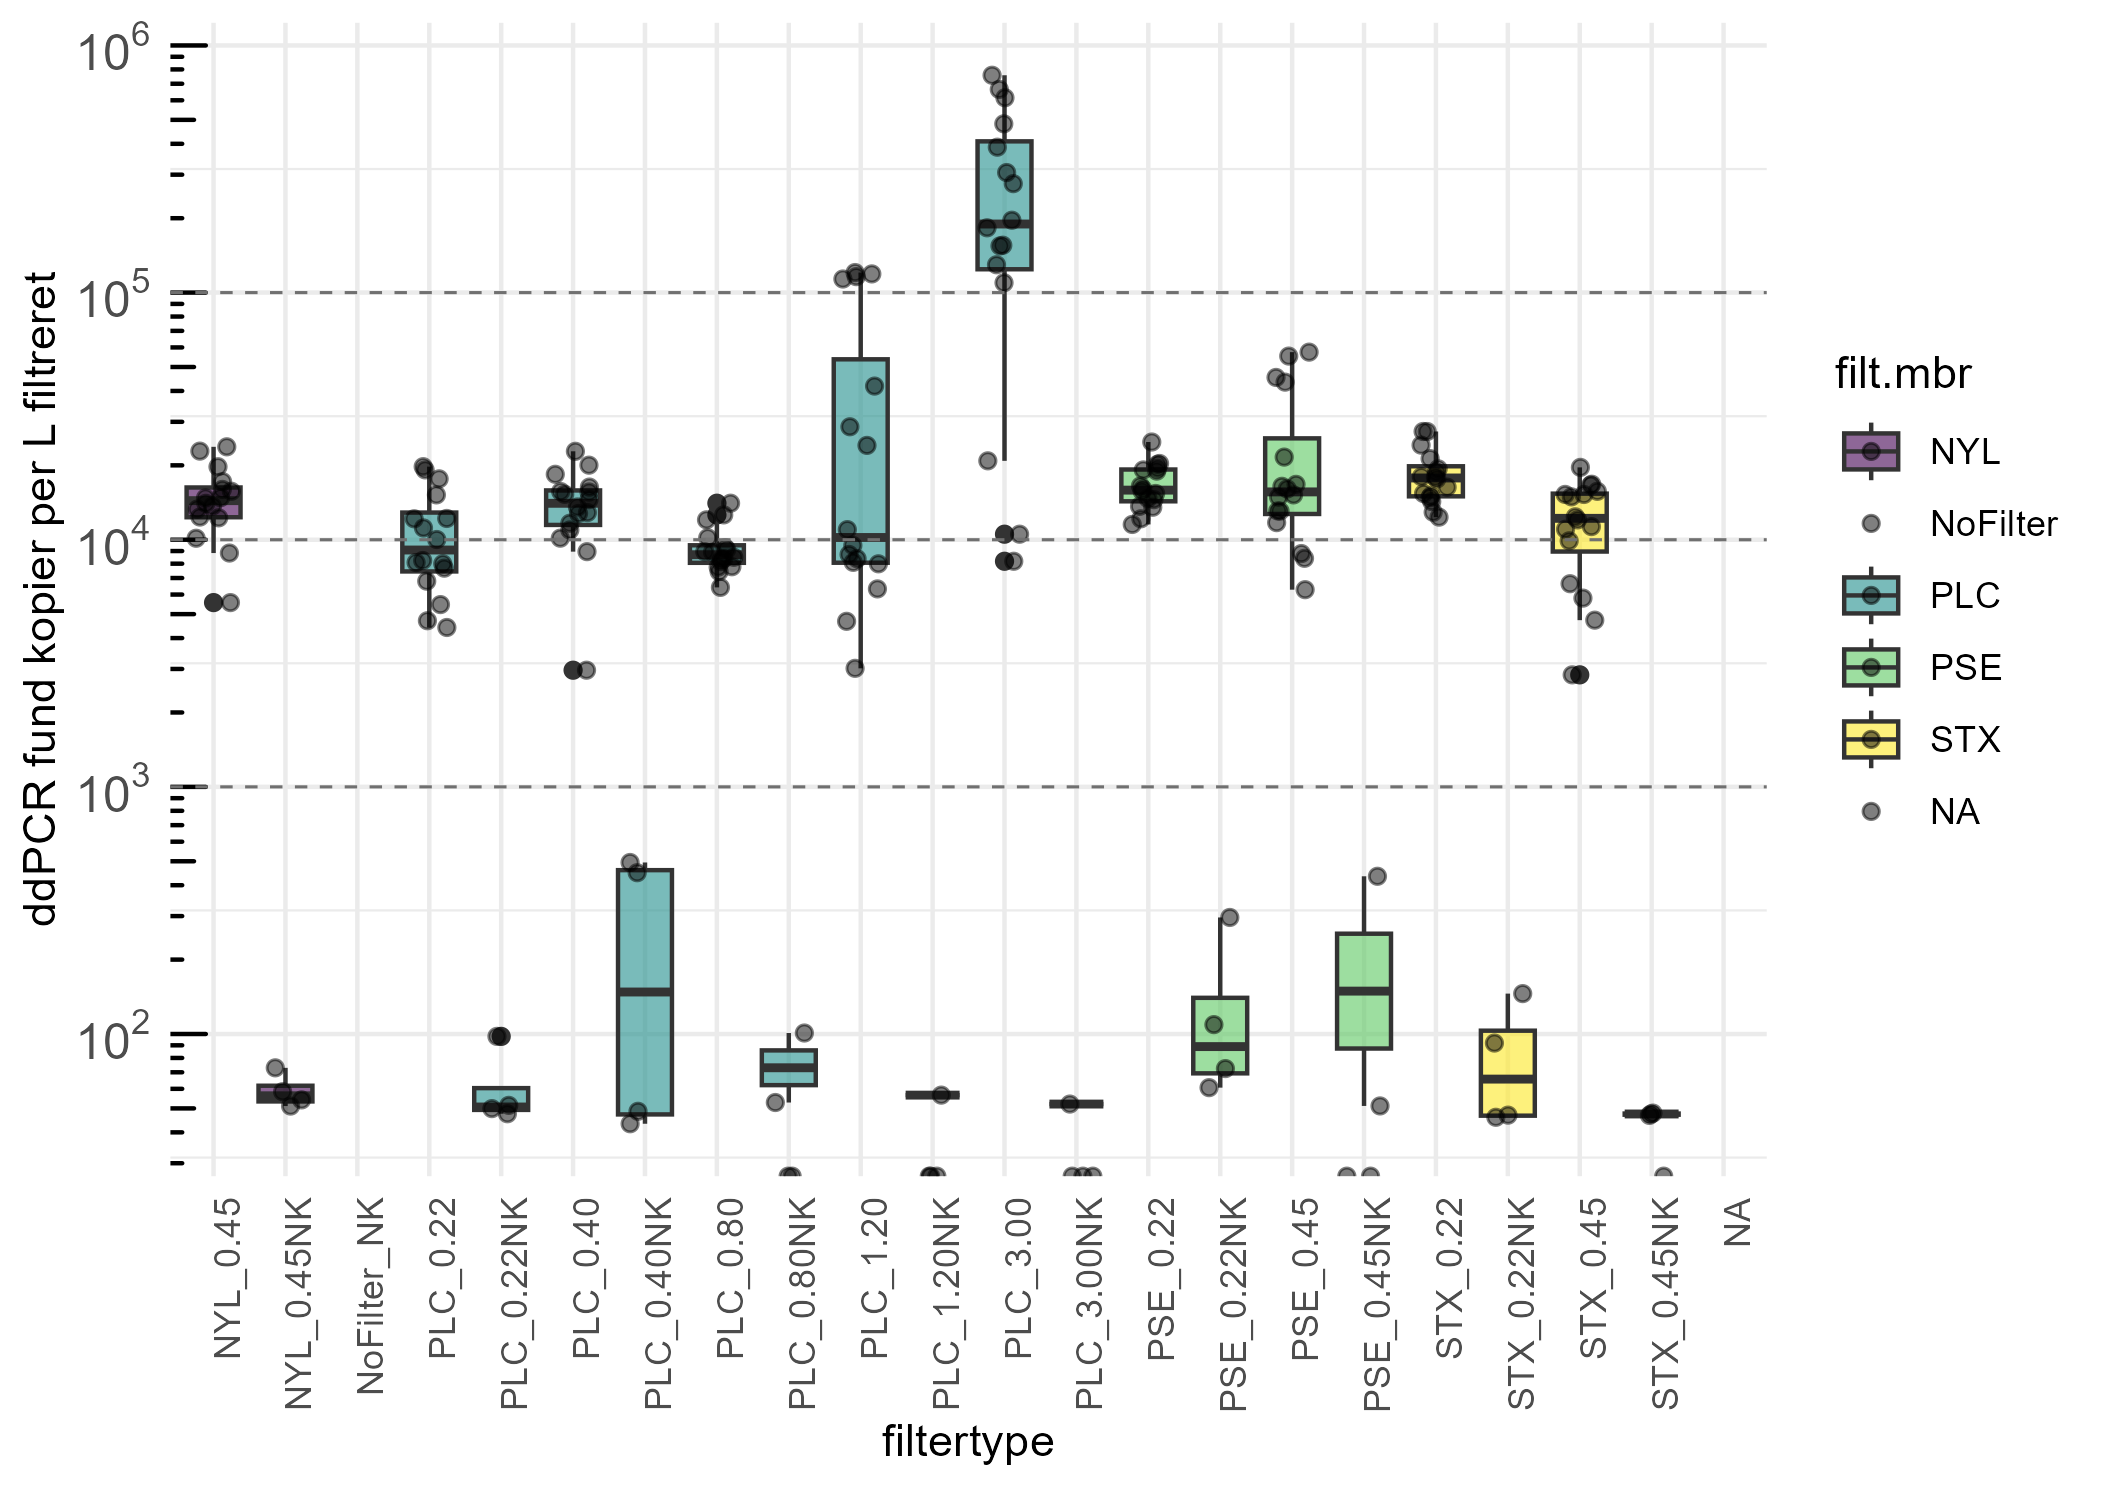 10^6
10^5
10^4
10^3
10^2
ddPCR fund kopier per L filtreret
NYL_0.45
NYL_0.45NK
NoFilter_NK
PLC_0.22
PLC_0.22NK
PLC_0.40
PLC_0.40NK
PLC_0.80
PLC_0.80NK
PLC_1.20
PLC_1.20NK
PLC_3.00
PLC_3.00NK
PSE_0.22
PSE_0.22NK
PSE_0.45
PSE_0.45NK
STX_0.22
STX_0.22NK
STX_0.45
STX_0.45NK
NA
filtertype
filt.mbr
NYL
NoFilter
PLC
PSE
STX
NA